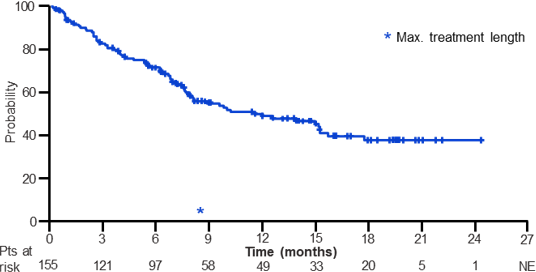 100
80
60
40
20
0
Probability
* Max. treatment length
*
0 3 6 9 12 15 18 21 24 27
Time (months)
Pts at
risk 155 121 97 58 49 33 20 5 1 NE